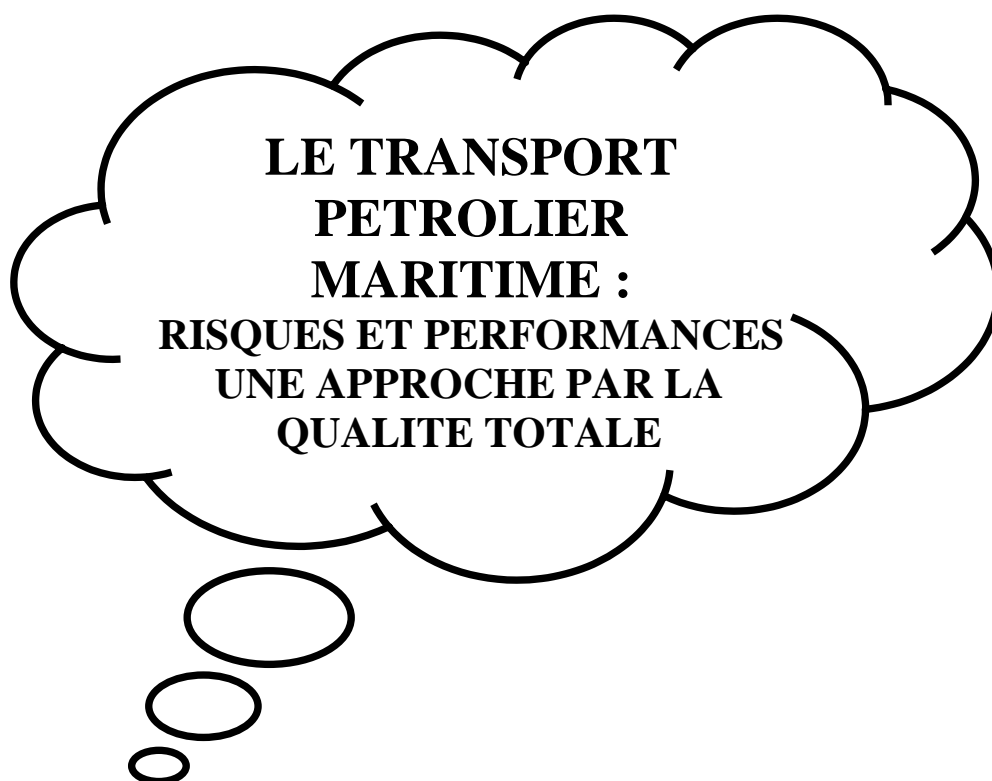 LE TRANSPORT
PETROLIER
MARITIME :
RISQUES ET PERFORMANCES
UNE APPROCHE PAR LA
QUALITE TOTALE